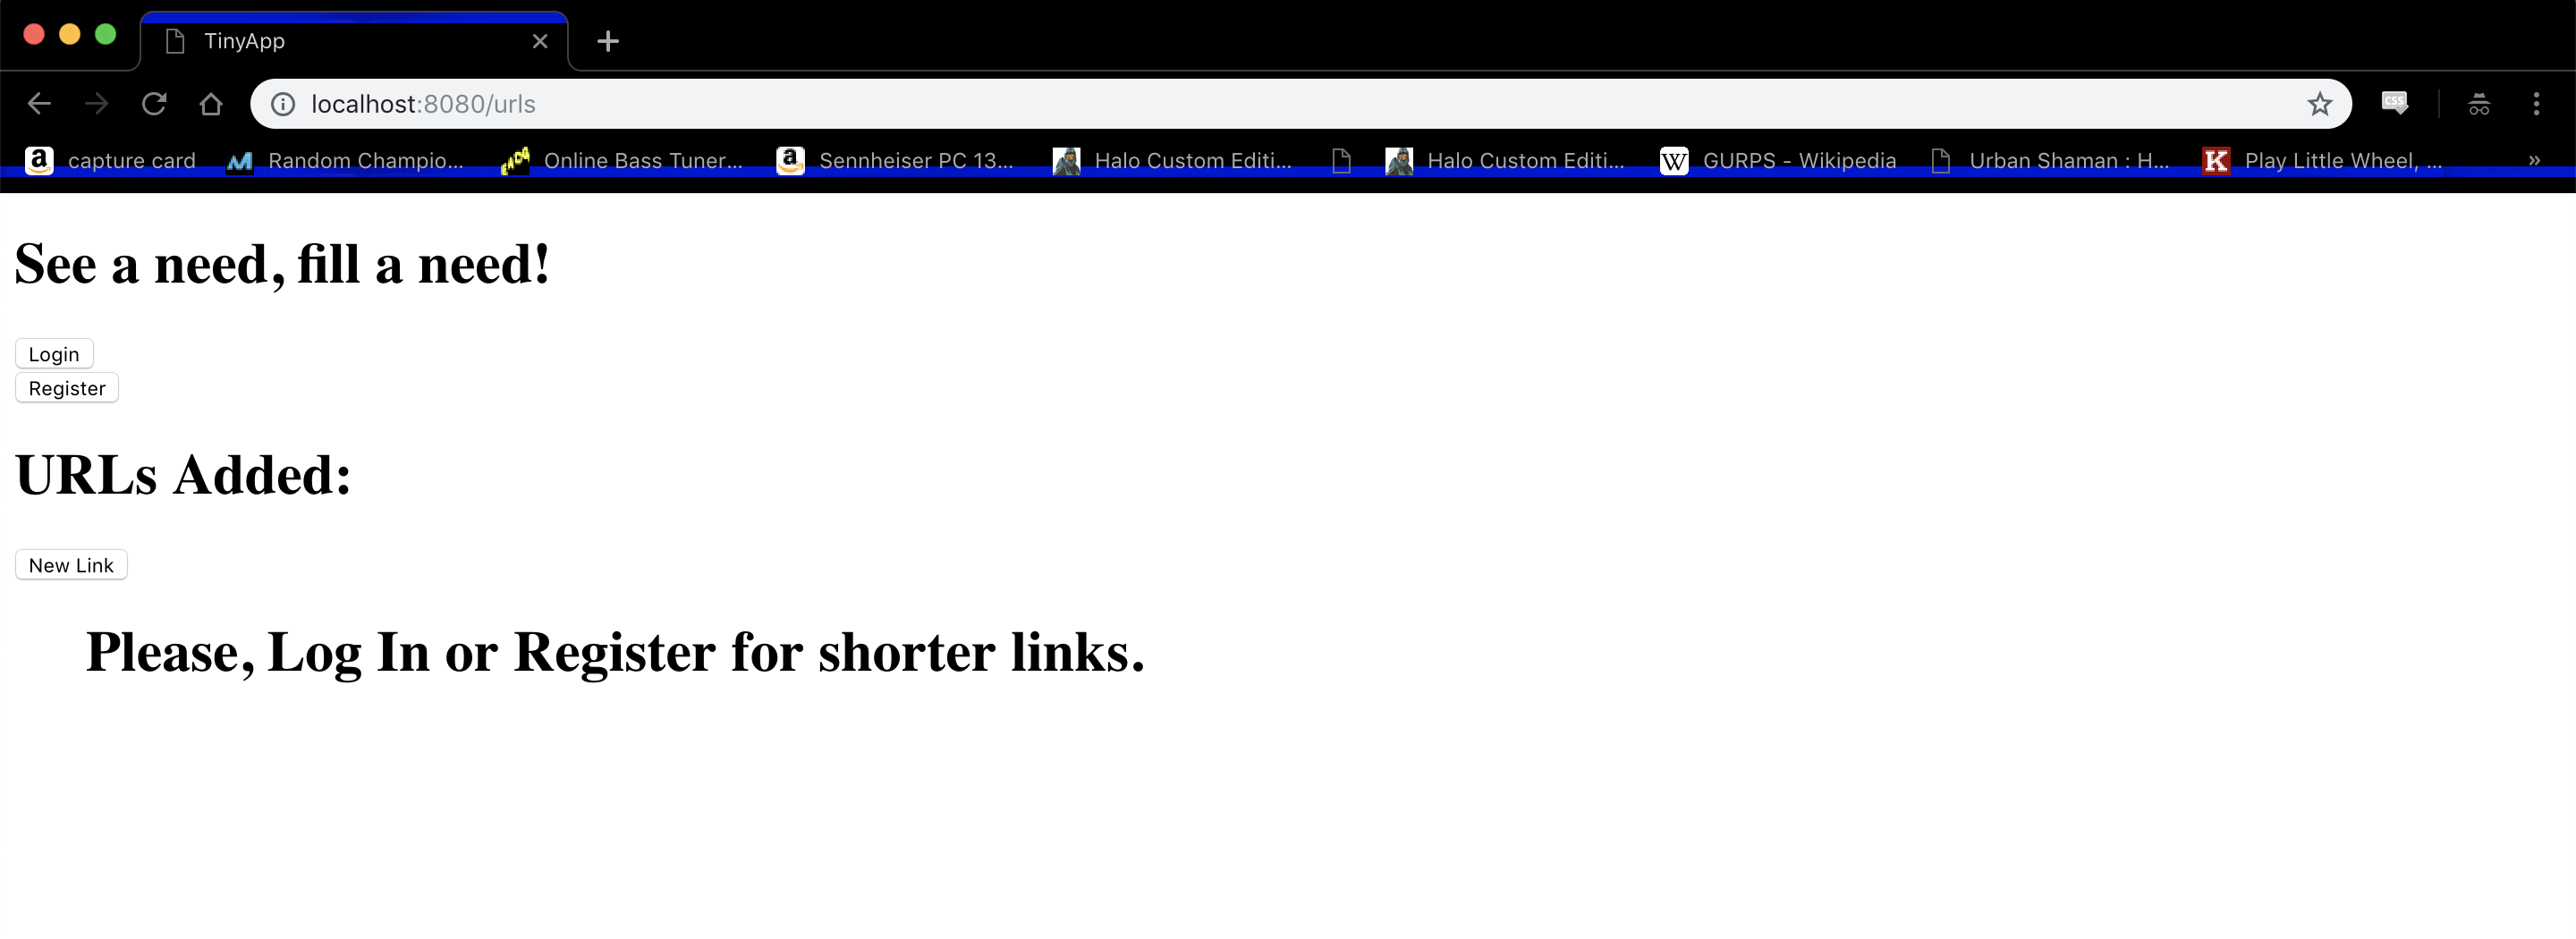 TinyApp
localhost:8080/urls
CSS
capture card Random Champio... Online Bass Tuner... Sennheiser PC 13... Halo Custom Editi... Halo Custom Editi... W GURPS - Wikipedia Urban Shaman : H... K Play Little Wheel, ... »
See a need, fill a need!
Login
Register
URLs Added:
New Link
Please, Log In or Register for shorter links.